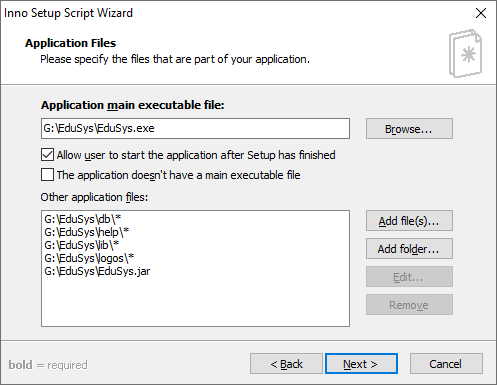 Inno Setup Script Wizard
Application Files
Please specify the files that are part of your application.
Application main executable file:
G:\EduSys\EduSys.exe
Browse...
Allow user to start the application after Setup has finished
The application doesn't have a main executable file
Other application files:
G:\EduSys\db\*
G:\EduSys\help\*
G:\EduSys\lib\*
G:\EduSys\logos\*
G:\EduSys\EduSys.jar
Add file(s)...
Add folder...
Edit...
Remove
bold = required
< Back
Next >
Cancel